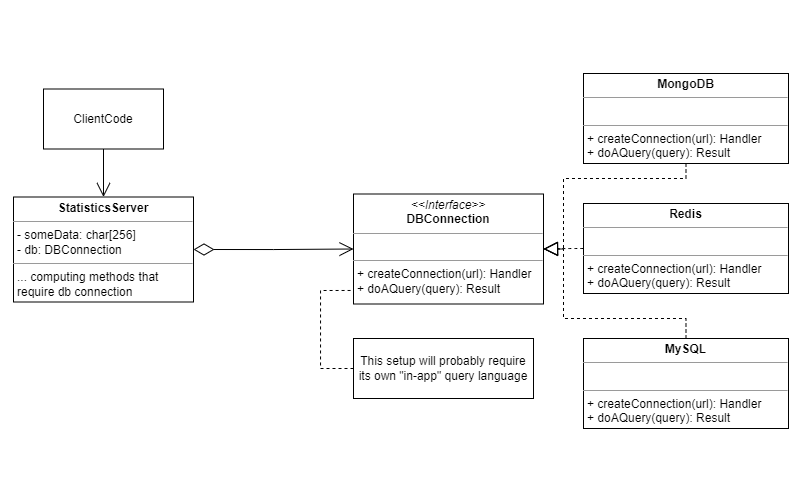 ClientCode
StatisticsServer
- someData: char[256]
- db: DBConnection
... computing methods that
require db connection
<<Interface>>
DBConnection
+ createConnection(url): Handler
+ doAQuery(query): Result
This setup will probably require
its own "in-app" query language
MongoDB
+ createConnection(url): Handler
+ doAQuery(query): Result
Redis
+ createConnection(url): Handler
+ doAQuery(query): Result
MySQL
+ createConnection(url): Handler
+ doAQuery(query): Result